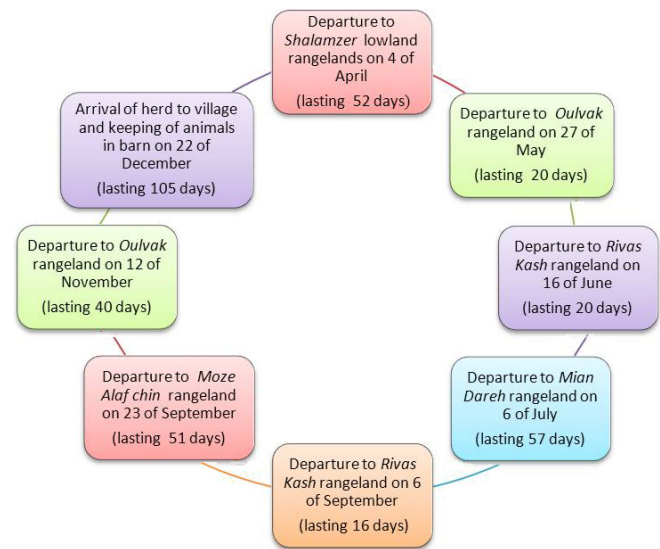 Departure to
Shalamzer lowland
rangelands on 4 of
April
(lasting 52 days)
Departure to Oulvak
rangeland on 27 of
May
(lasting 20 days)
Departure to Rivas
Kash rangeland on
16 of June
(lasting 20 days)
Departure to Mian
Dareh rangeland on
6 of July
(lasting 57 days)
Departure to Rivas
Kash rangeland on 6
of September
(lasting 16 days)
Departure to Moze
Alaf chin rangeland
on 23 of September
(lasting 51 days)
Departure to Oulvak
rangeland on 12 of
November
(lasting 40 days)
Arrival of herd to village
and keeping of animals
in barn on 22 of
December
(lasting 105 days)